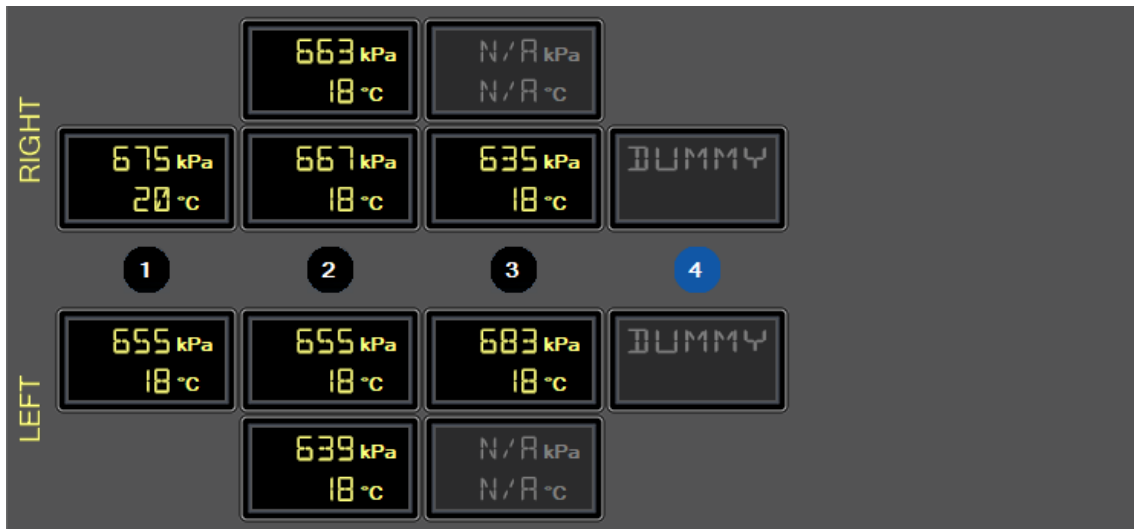 663 kPa
18 °C
N/A kPa
N/A °C
RIGHT
675 kPa
20 °C
667 kPa
18 °C
635 kPa
18 °C
DUMMY
1 2 3 4
LEFT
655 kPa
18 °C
655 kPa
18 °C
683 kPa
18 °C
DUMMY
639 kPa
18 °C
N/A kPa
N/A °C